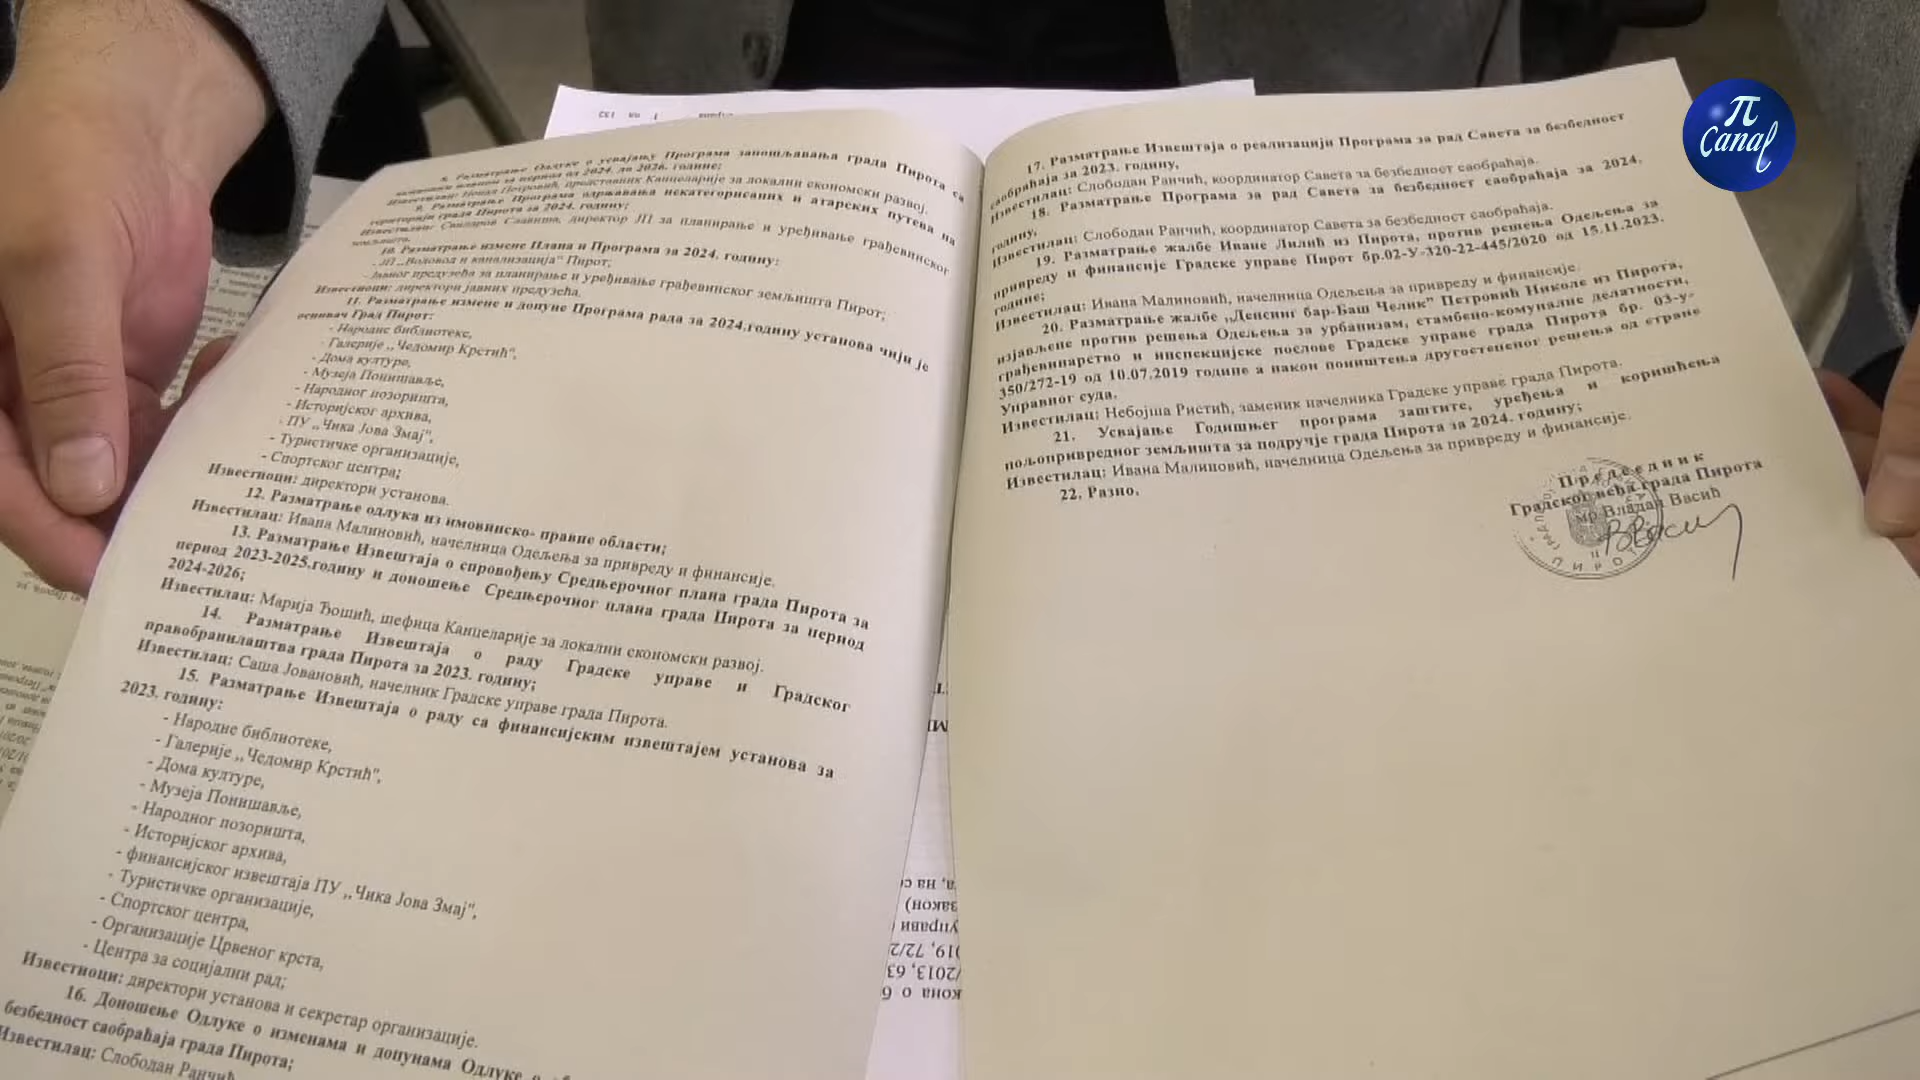 8. Разматрање Одлуке о усвајању Програма запошљавања града Пирота са
период од 2024. до 2026. године;
Известилац: Ненад Петровић, представник Канцеларије за локални економски развој.
9. Разматрање Програма одржавања некатегорисаних и атарских путева на
територији града Пирота за 2024. годину;
Известилац: Славиша, директор ЈП за планирање и уређивање грађевинског
земљишта.
10. Разматрање измене Плана и Програма за 2024. годину:
- ЈП „Водовод и канализација" Пирот;
- Јавног предузећа за планирање и уређивање грађевинског земљишта Пирот;
Известиоци: директори јавних предузећа.
11. Разматрање измене и допуне Програма рада за 2024.годину установа чији је
оснивач Град Пирот:
- Народне библиотеке,
- Галерије ,,Чедомир Крстић",
- Дома културе,
- Музеја Понишавље,
- Народног позоришта,
- Историјског архива,
- ПУ ,,Чика Јова Змај",
- Туристичке организације,
- Спортског центра;
Известиоци: директори установа.
12. Разматрање одлука из имовинско- правне области;
Известилац: Ивана Малиновић, начелница Одељења за привреду и финансије.
13. Разматрање Извештаја о спровођењу Средњерочног плана града Пирота за
период 2023-2025.годину и доношење Средњерочног плана града Пирота за период
2024-2026;
Известилац: Марија Ђошић, шефица Канцеларије за локални економски развој.
14. Разматрање Извештаја о раду Градске управе и Градског
правобранилаштва града Пирота за 2023. годину;
Известилац: Саша Јовановић, начелник Градске управе града Пирота.
15. Разматрање Извештаја о раду са финансијским извештајем установа за
2023. годину:
- Народне библиотеке,
- Галерије ,,Чедомир Крстић",
- Дома културе,
- Музеја Понишавље,
- Народног позоришта,
- Историјског архива,
- финансијског извештаја ПУ ,,Чика Јова Змај",
- Туристичке организације,
- Спортског центра,
- Организације Црвеног крста,
- Центра за социјални рад;
Известиоци: директори установа и секретар организације.
16. Доношење Одлуке о изменама и допунама Одлуке о
безбедност саобраћаја града Пирота;
Известилац: Слободан Ранчић
17. Разматрање Извештаја о реализацији Програма за рад Савета за безбедност
саобраћаја за 2023. годину,
Известилац: Слободан Ранчић, координатор Савета за безбедност саобраћаја.
18. Разматрање Програма за рад Савета за безбедност саобраћаја за 2024.
годину,
Известилац: Слободан Ранчић, координатор Савета за безбедност саобраћаја.
19. Разматрање жалбе Иване Лилић из Пирота, против решења Одељења за
привреду и финансије Градске управе Пирот бр.02-У-320-22-445/2020 од 15.11.2023.
године;
Известилац: Ивана Малиновић, начелница Одељења за привреду и финансије.
20. Разматрање жалбе ,,Денсинг бар-Баш Челик" Петровић Николе из Пирота,
изјављене против решења Одељења за урбанизам, стамбено-комуналне делатности,
грађевинарство и инспекцијске послове Градске управе града Пирота бр. 03-у-
350/272-19 од 10.07.2019 године а након поништења другостепеног решења од стране
Управног суда.
Известилац: Небојша Ристић, заменик начелника Градске управе града Пирота.
21. Усвајање Годишњег програма заштите, уређења и коришћења
пољопривредног земљишта за подручје града Пирота за 2024. годину;
Известилац: Ивана Малиновић, начелница Одељења за привреду и финансије.
22. Разно.
Председник
Градског већа града Пирота
мр Владан Васић
π
Canal